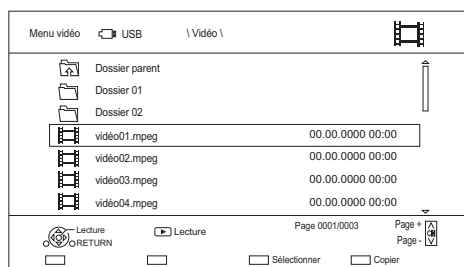 Menu vidéo USB \ Vidéo \
Dossier parent
Dossier 01
Dossier 02
vidéo01.mpeg 00.00.0000 00:00
vidéo02.mpeg 00.00.0000 00:00
vidéo03.mpeg 00.00.0000 00:00
vidéo04.mpeg 00.00.0000 00:00
Lecture Lecture Page 0001/0003 Page +
CH
RETURN Page -
Sélectionner Copier